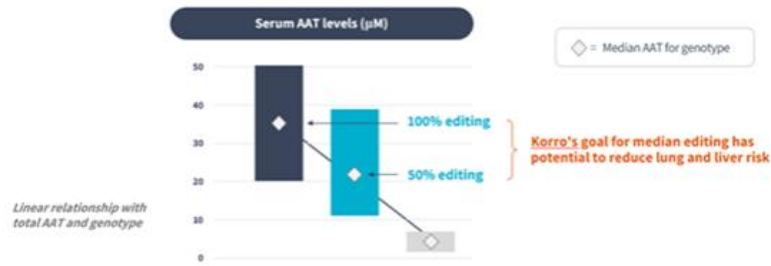 Serum AAT levels (µM)
= Median AAT for genotype
50
40
100% editing
30
Korro's goal for median editing has
potential to reduce lung and liver risk
50% editing
20
Linear relationship with
total AAT and genotype
10
0